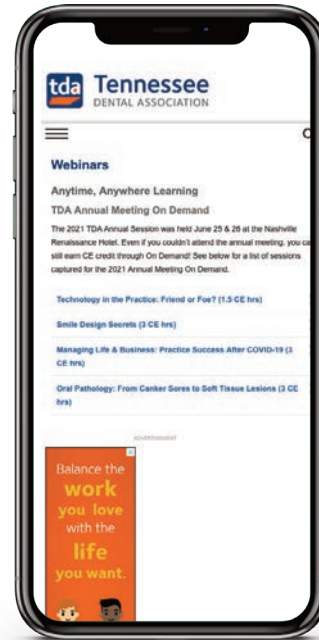 tda Tennessee
DENTAL ASSOCIATION
Webinars
Anytime, Anywhere Learning
TDA Annual Meeting On Demand
The 2021 TDA Annual Session was held June 25 & 26 at the Nashville
Renaissance Hotel. Even if you couldn't attend the annual meeting, you ca
still earn CE credit through On Demand! See below for a list of sessions
captured for the 2021 Annual Meeting On Demand.
Technology in the Practice: Friend or Foe? (1.5 CE hrs)
Smile Design Secrets (3 CE hrs)
Managing Life & Business: Practice Success After COVID-19 (3
CE hrs)
Oral Pathology: From Canker Sores to Soft Tissue Lesions (3 CE
hrs)
ADVERTISEMENT
Balance the
work
you love
with the
life
you want.